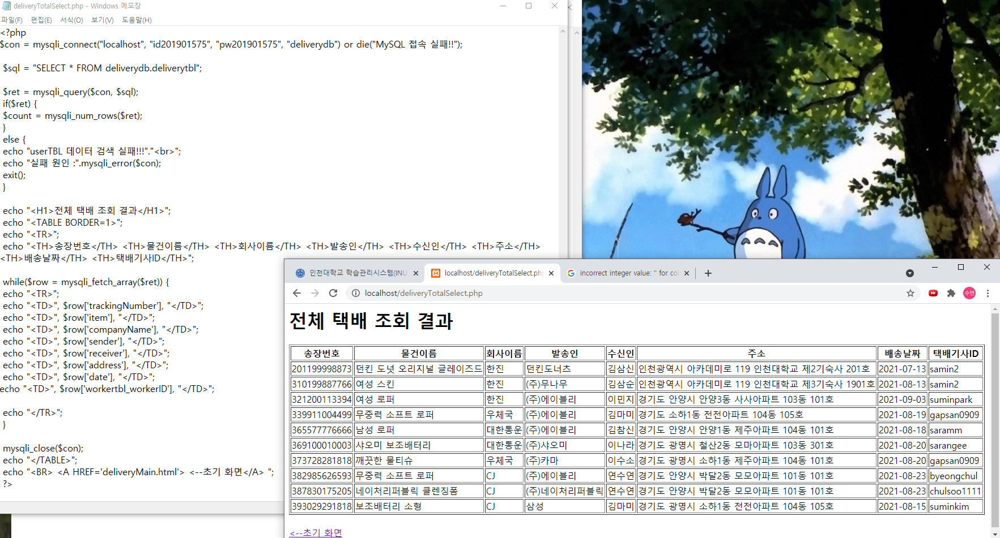 deliveryTotalSelect.php - Windows 메모장
파일(F) 편집(E) 서식(O) 보기(V) 도움말(H)
<?php
$con = mysqli_connect("localhost", "id201901575", "pw201901575", "deliverydb") or die("MySQL 접속 실패!!");
$sql = "SELECT * FROM deliverydb.deliverytbl";
$ret = mysqli_query($con, $sql);
if($ret) {
$count = mysqli_num_rows($ret);
}
else {
echo "userTBL 데이터 검색 실패!!!"."<br>";
echo "실패 원인 :".mysqli_error($con);
exit();
}
echo "<H1>전체 택배 조회 결과</H1>";
echo "<TABLE BORDER=1>";
echo "<TR>";
echo "<TH>송장번호</TH> <TH>물건이름</TH> <TH>회사이름</TH> <TH>발송인</TH> <TH>수신인</TH> <TH>주소</TH>
<TH>배송날짜</TH> <TH>택배기사ID</TH>";
while($row = mysqli_fetch_array($ret)) {
echo "<TR>";
echo "<TD>", $row['trackingNumber'], "</TD>";
echo "<TD>", $row['item'], "</TD>";
echo "<TD>", $row['companyName'], "</TD>";
echo "<TD>", $row['sender'], "</TD>";
echo "<TD>", $row['receiver'], "</TD>";
echo "<TD>", $row['address'], "</TD>";
echo "<TD>", $row['date'], "</TD>";
echo "<TD>", $row['workertbl_workerID'], "</TD>";
echo "</TR>";
}
mysqli_close($con);
echo "</TABLE>";
echo "<BR> <A HREF='deliveryMain.html'> <--초기 화면</A> ";
?>
인천대학교 학습관리시스템(INU localhost/deliveryTotalSelect.php incorrect integer value: '' for col
localhost/deliveryTotalSelect.php 수연
전체 택배 조회 결과
송장번호 물건이름 회사이름 발송인 수신인 주소 배송날짜 택배기사ID
201199998873 던킨 도넛 오리지널 글레이즈드 한진 던킨도너츠 김삼신 인천광역시 아카데미로 119 인천대학교 제2기숙사 201호 2021-07-13 samin2
310199887766 여성 스킨 한진 (주)무나무 김삼순 인천광역시 아카데미로 119 인천대학교 제3기숙사 1901호 2021-08-13 samin2
321200113394 여성 로퍼 한진 (주)에이블리 이민지 경기도 안양시 안양3동 사사아파트 103동 101호 2021-09-03 suminpark
339911004499 무중력 소프트 로퍼 우체국 (주)에이블리 김마미 경기도 소하1동 전전아파트 104동 105호 2021-08-19 gapsan0909
365577776666 남성 로퍼 대한통운 (주)에이블리 김참신 경기도 안양시 안양1동 제주아파트 104동 101호 2021-08-18 saramm
369100010003 샤오미 보조배터리 대한통운 (주)샤오미 이나라 경기도 광명시 철산2동 모마아파트 103동 301호 2021-08-20 sarangee
373728281818 깨끗한 물티슈 우체국 (주)카마 이수소 경기도 광명시 소하1동 제주아파트 104동 101호 2021-08-20 gapsan0909
382985626593 무중력 소프트 로퍼 CJ (주)에이블리 연수연 경기도 안양시 박달2동 모모아파트 101동 101호 2021-08-23 byeongchul
387830175205 네이처리퍼블릭 클렌징폼 CJ (주)네이처리퍼블릭 연수연 경기도 안양시 박달2동 모모아파트 101동 101호 2021-08-23 chulsoo1111
393029291818 보조배터리 소형 CJ 삼성 김마미 경기도 광명시 소하1동 전전아파트 104동 105호 2021-08-15 suminkim
<--초기 화면